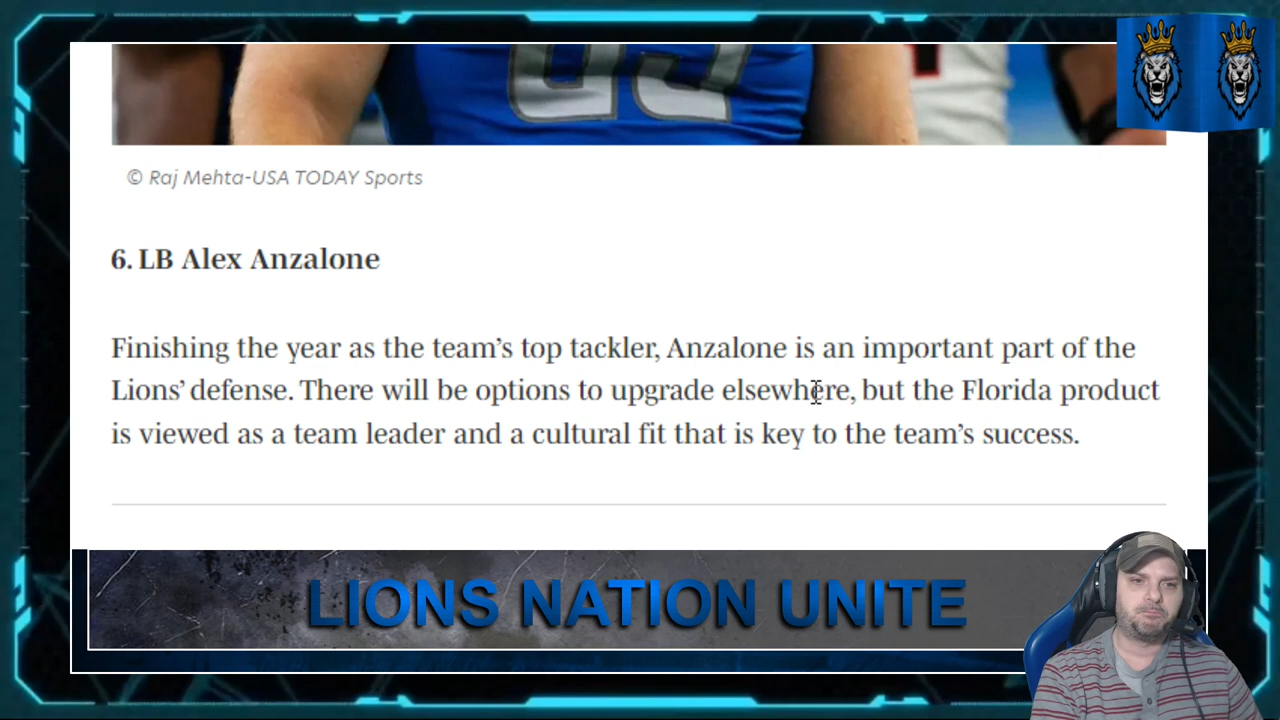 © Raj Mehta-USA TODAY Sports
6. LB Alex Anzalone
Finishing the year as the team's top tackler, Anzalone is an important part of the
Lions' defense. There will be options to upgrade elsewhere, but the Florida product
is viewed as a team leader and a cultural fit that is key to the team's success.
LIONS NATION UNITE